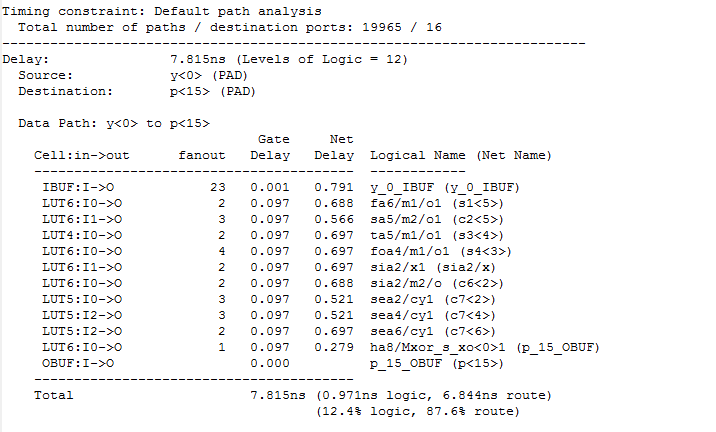 Timing constraint: Default path analysis
  Total number of paths / destination ports: 19965 / 16
-------------------------------------------------------------------------
Delay:               7.815ns (Levels of Logic = 12)
  Source:            y<0> (PAD)
  Destination:       p<15> (PAD)

  Data Path: y<0> to p<15>
                                Gate     Net
    Cell:in->out      fanout   Delay   Delay  Logical Name (Net Name)
    ----------------------------------------  ------------
     IBUF:I->O            23   0.001   0.791  y_0_IBUF (y_0_IBUF)
     LUT6:I0->O            2   0.097   0.688  fa6/m1/o1 (s1<5>)
     LUT6:I1->O            3   0.097   0.566  sa5/m2/o1 (c2<5>)
     LUT4:I0->O            2   0.097   0.697  ta5/m1/o1 (s3<4>)
     LUT6:I0->O            4   0.097   0.697  foa4/m1/o1 (s4<3>)
     LUT6:I1->O            2   0.097   0.697  sia2/x1 (sia2/x)
     LUT6:I0->O            2   0.097   0.688  sia2/m2/o (c6<2>)
     LUT5:I0->O            3   0.097   0.521  sea2/cy1 (c7<2>)
     LUT5:I2->O            3   0.097   0.521  sea4/cy1 (c7<4>)
     LUT5:I2->O            2   0.097   0.697  sea6/cy1 (c7<6>)
     LUT6:I0->O            1   0.097   0.279  ha8/Mxor_s_xo<0>1 (p_15_OBUF)
     OBUF:I->O                 0.000          p_15_OBUF (p<15>)
    ----------------------------------------
    Total                      7.815ns (0.971ns logic, 6.844ns route)
                                       (12.4% logic, 87.6% route)